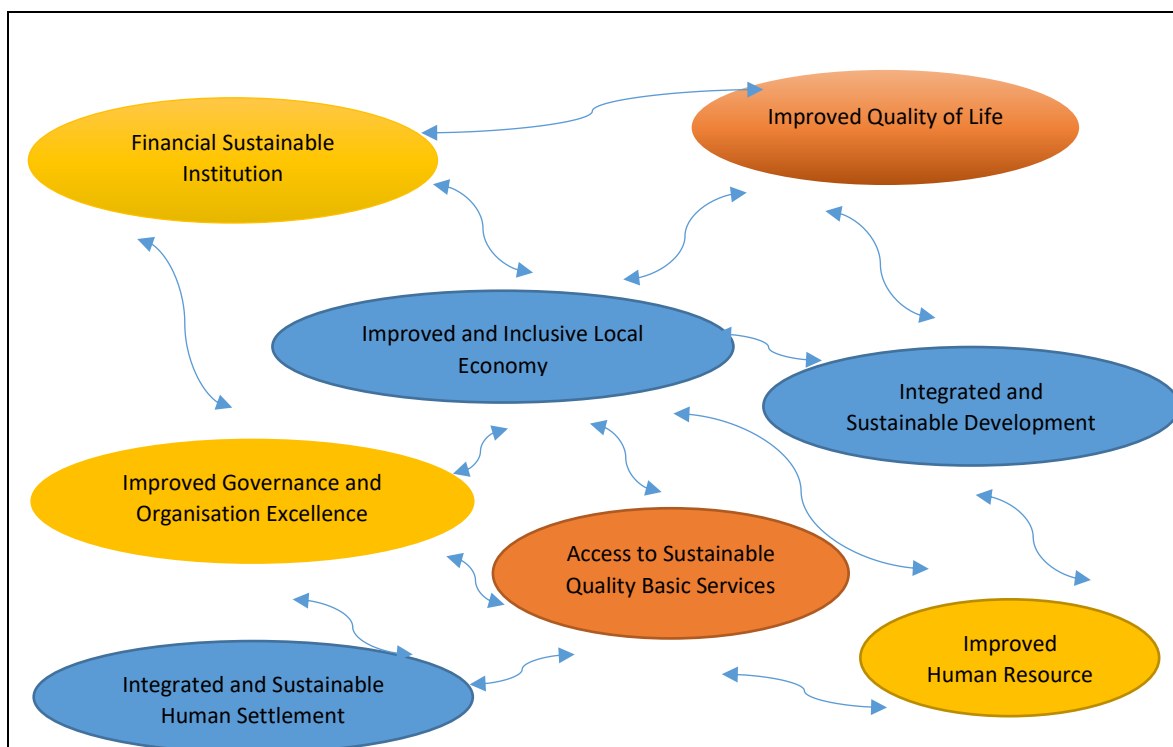 Financial Sustainable
Institution
Improved Quality of Life
Improved and Inclusive Local
Economy
Integrated and
Sustainable Development
Improved Governance and
Organisation Excellence
Access to Sustainable
Quality Basic Services
Improved
Human Resource
Integrated and Sustainable
Human Settlement